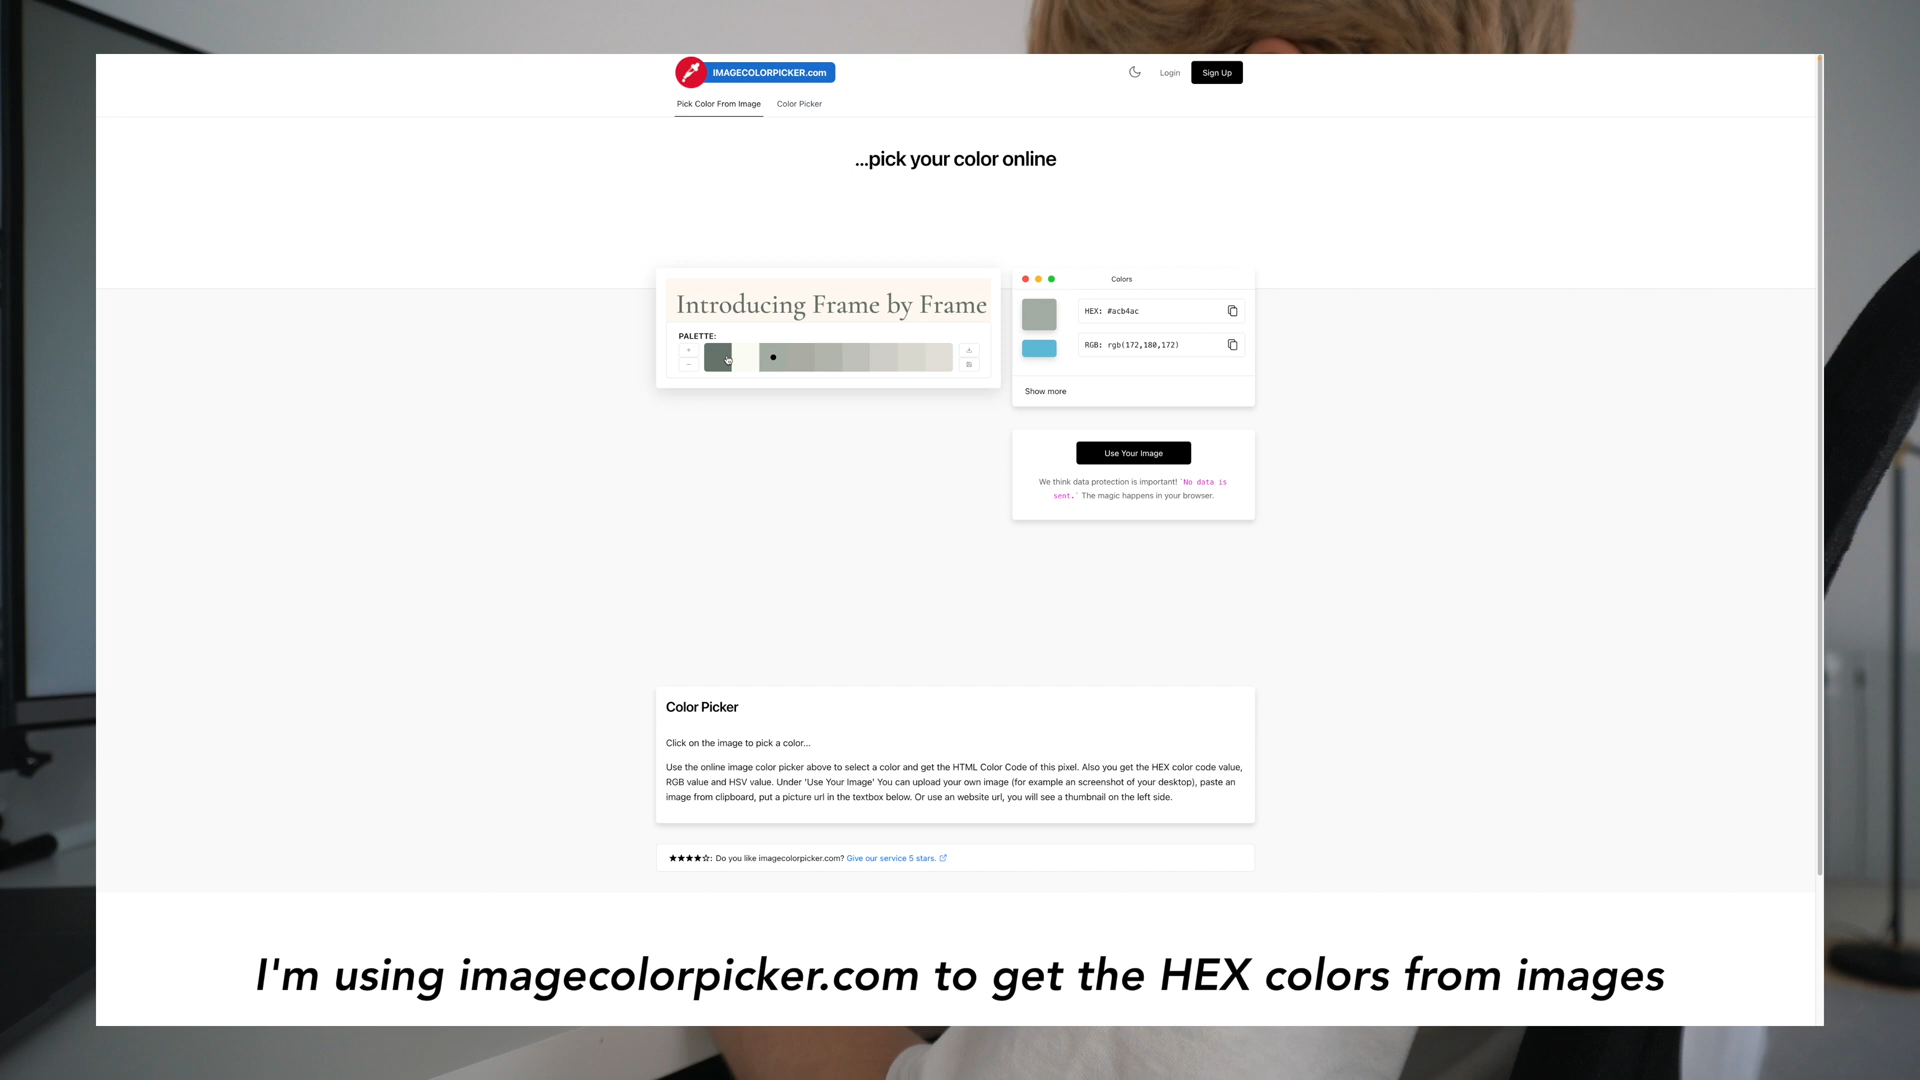 IMAGECOLORPICKER.com
Login
Sign Up
Pick Color From Image
Color Picker
...pick your color online
Introducing Frame by Frame
PALETTE:
+
−
Colors
HEX: #acb4ac
RGB: rgb(172,180,172)
Show more
Use Your Image
We think data protection is important! `No data is
sent.` The magic happens in your browser.
Color Picker
Click on the image to pick a color...
Use the online image color picker above to select a color and get the HTML Color Code of this pixel. Also you get the HEX color code value,
RGB value and HSV value. Under 'Use Your Image' You can upload your own image (for example an screenshot of your desktop), paste an
image from clipboard, put a picture url in the textbox below. Or use an website url, you will see a thumbnail on the left side.
★★★★☆: Do you like imagecolorpicker.com? Give our service 5 stars.
I'm using imagecolorpicker.com to get the HEX colors from images